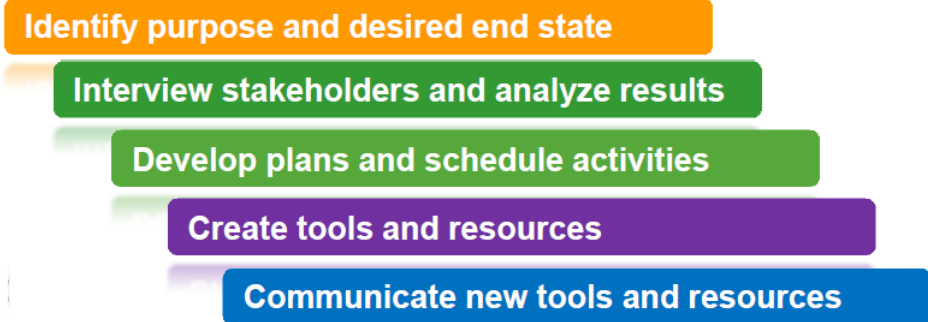 Identify purpose and desired end state
Interview stakeholders and analyze results
Develop plans and schedule activities
Create tools and resources
Communicate new tools and resources